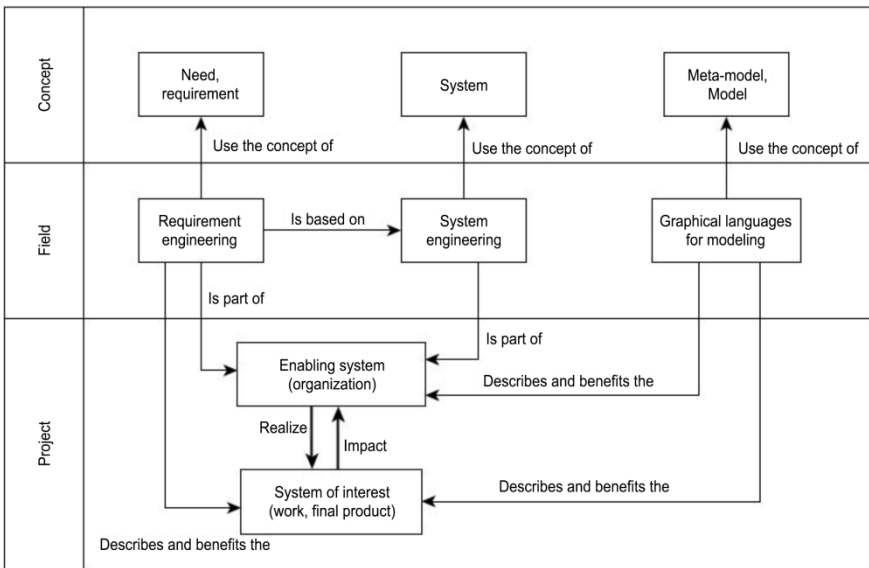 Concept
Need,
requirement
System
Meta-model,
Model
Use the concept of
Use the concept of
Use the concept of
Field
Requirement
engineering
Is based on
System
engineering
Graphical languages
for modeling
Is part of
Is part of
Project
Enabling system
(organization)
Describes and benefits the
Realize
Impact
System of interest
(work, final product)
Describes and benefits the
Describes and benefits the